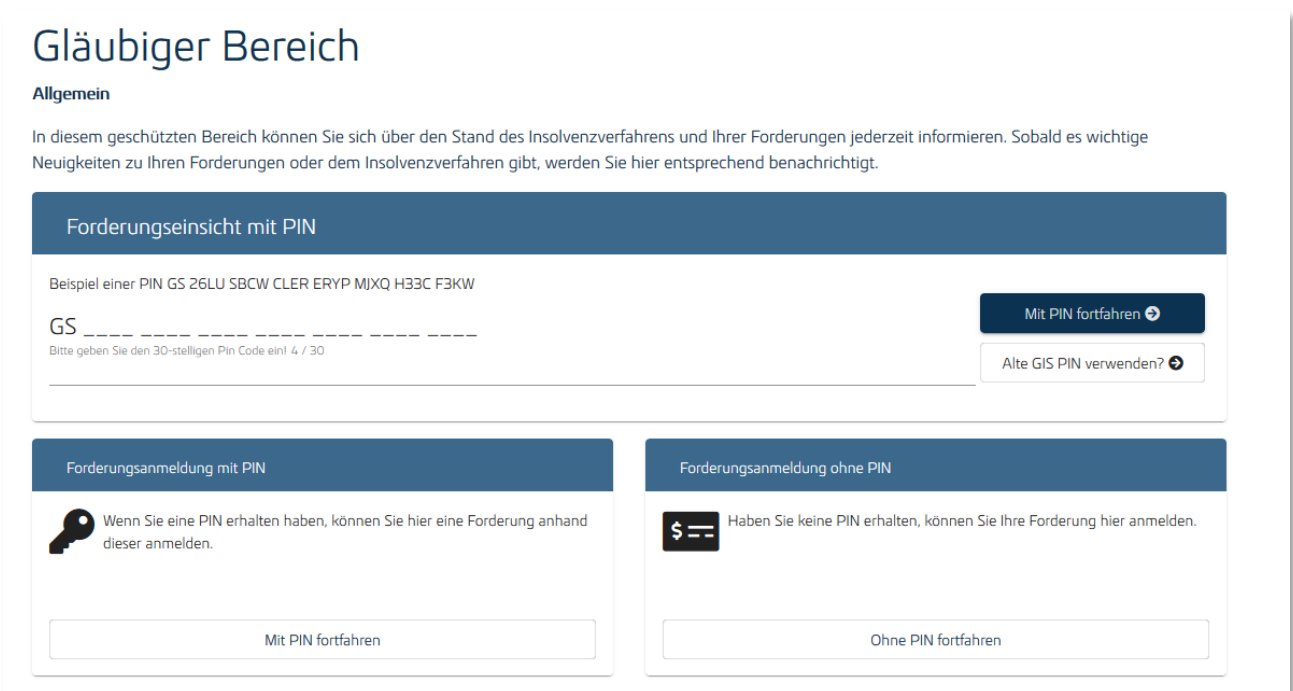 Gläubiger Bereich
Allgemein
In diesem geschützten Bereich können Sie sich über den Stand des Insolvenzverfahrens und Ihrer Forderungen jederzeit informieren. Sobald es wichtige
Neuigkeiten zu Ihren Forderungen oder dem Insolvenzverfahren gibt, werden Sie hier entsprechend benachrichtigt.
Forderungseinsicht mit PIN
Beispiel einer PIN GS 26LU SBCW CLER ERYP MJXQ H33C F3KW
GS ____ ____ ____ ____ ____ ____ ____
Bitte geben Sie den 30-stelligen Pin Code ein! 4 / 30
Mit PIN fortfahren
Alte GIS PIN verwenden?
Forderungsanmeldung mit PIN
Wenn Sie eine PIN erhalten haben, können Sie hier eine Forderung anhand
dieser anmelden.
Mit PIN fortfahren
Forderungsanmeldung ohne PIN
Haben Sie keine PIN erhalten, können Sie Ihre Forderung hier anmelden.
Ohne PIN fortfahren